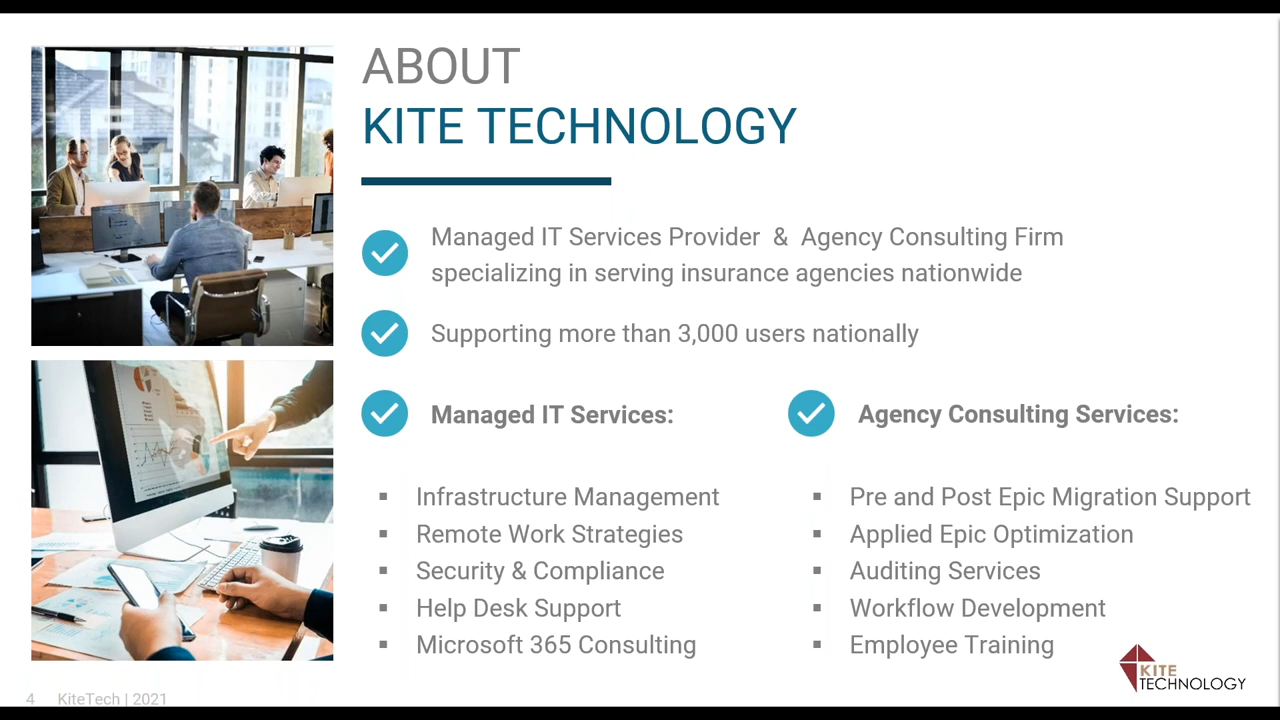 ABOUT
KITE TECHNOLOGY
Managed IT Services Provider & Agency Consulting Firm
specializing in serving insurance agencies nationwide
Supporting more than 3,000 users nationally
Managed IT Services:
▪ Infrastructure Management
▪ Remote Work Strategies
▪ Security & Compliance
▪ Help Desk Support
▪ Microsoft 365 Consulting
Agency Consulting Services:
▪ Pre and Post Epic Migration Support
▪ Applied Epic Optimization
▪ Auditing Services
▪ Workflow Development
▪ Employee Training
KITE
TECHNOLOGY
4 KiteTech | 2021